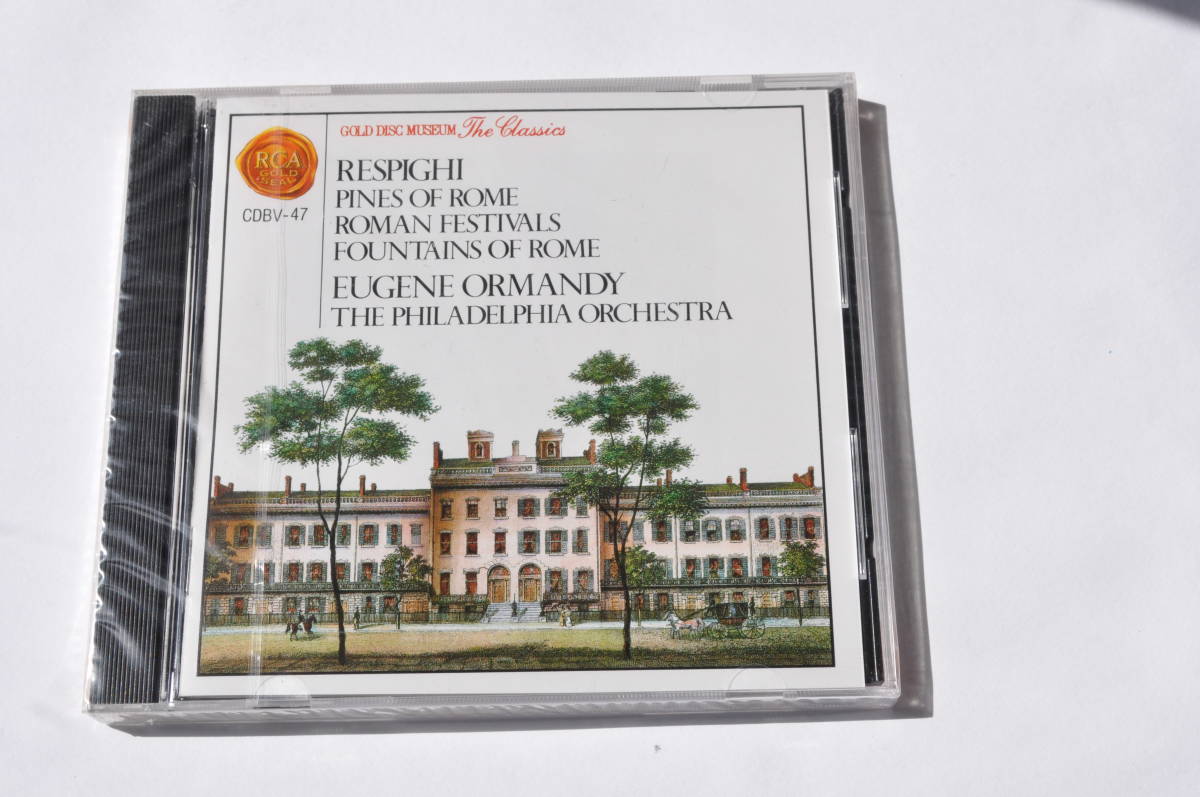 GOLD DISC MUSEUM The Classics
RCA
GOLD
SEAL
CDBV-47
RESPIGHI
PINES OF ROME
ROMAN FESTIVALS
FOUNTAINS OF ROME
EUGENE ORMANDY
THE PHILADELPHIA ORCHESTRA